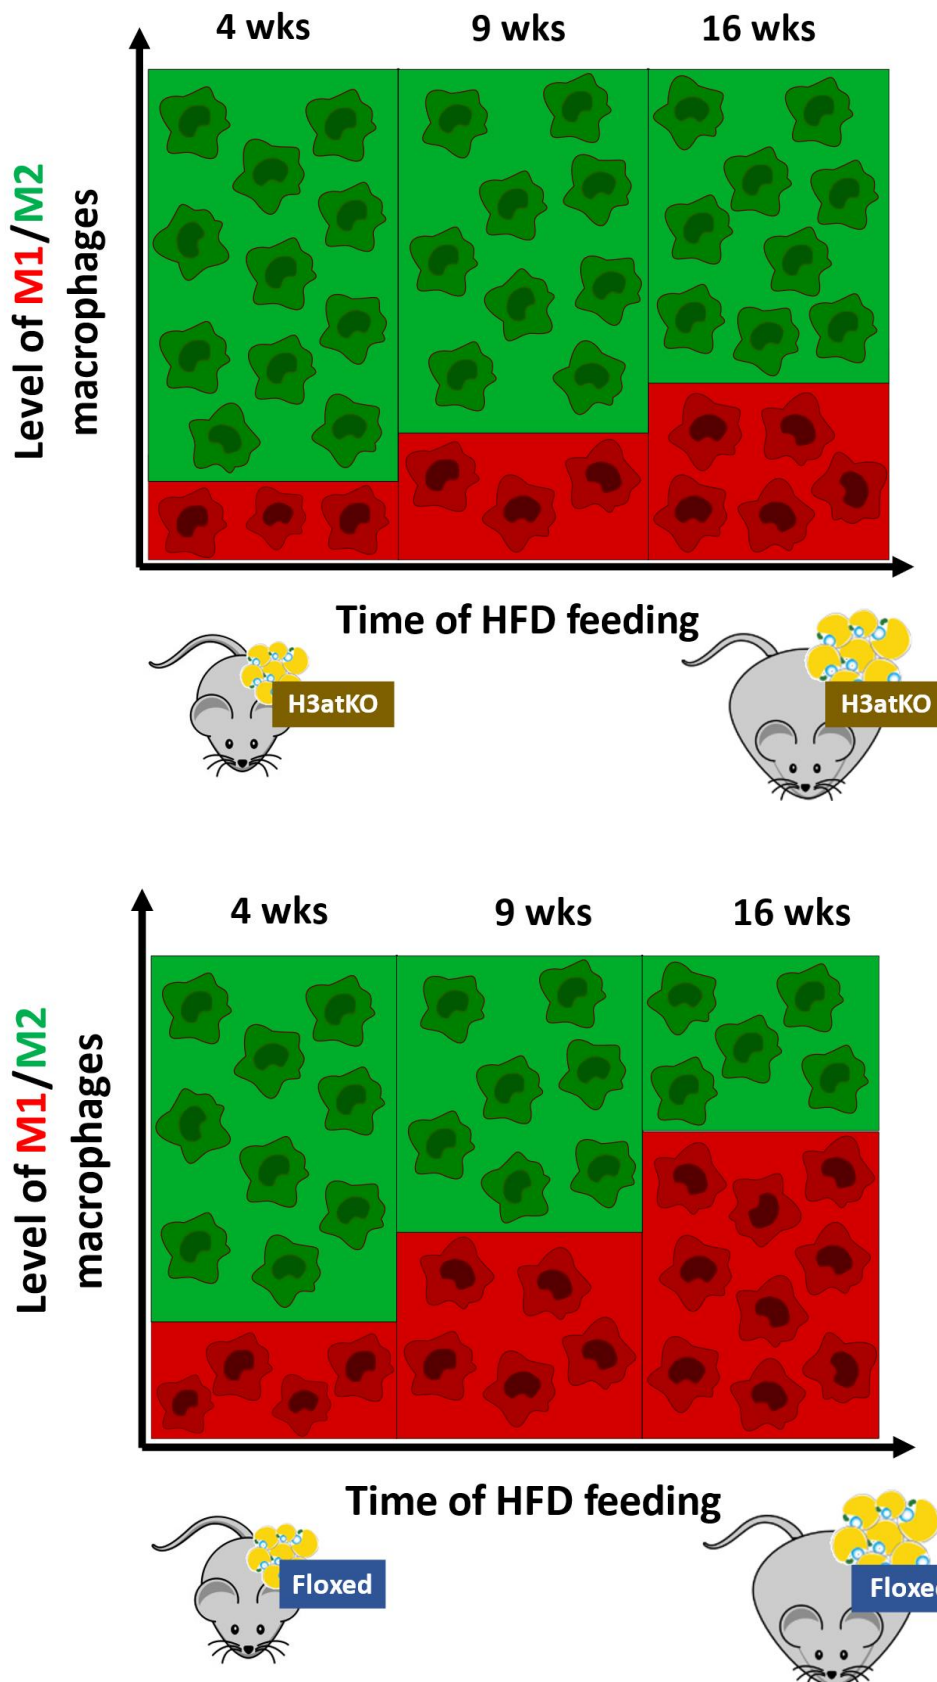 4 wks 9 wks 16 wks
Level of M1/M2
macrophages
Time of HFD feeding
H3atKO H3atKO
4 wks 9 wks 16 wks
Level of M1/M2
macrophages
Time of HFD feeding
Floxed Floxe